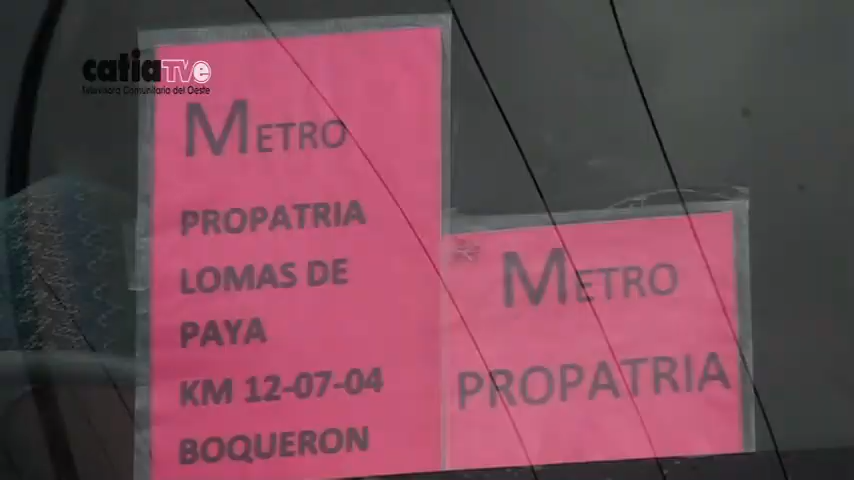 catiaTVe
Televisora Comunitaria del Oeste
METRO
PROPATRIA
LOMAS DE
PAYA
KM 12-07-04
BOQUERON
METRO
PROPATRIA